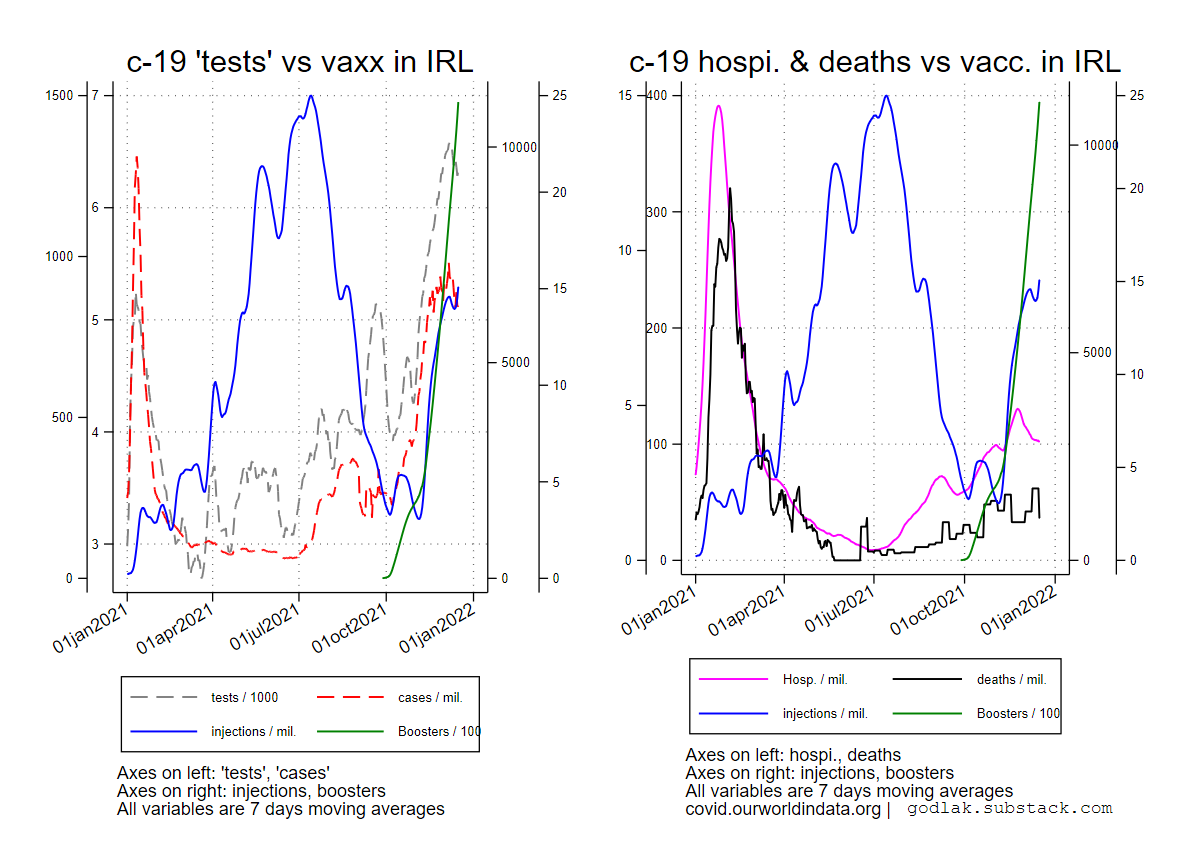 c-19 'tests' vs vaxx in IRL
1500
1000
500
0
7
6
5
4
3
10000
5000
0
25
20
15
10
5
0
01jan2021
01apr2021
01jul2021
01oct2021
01jan2022
tests / 1000
cases / mil.
injections / mil.
Boosters / 100
Axes on left: 'tests', 'cases'
Axes on right: injections, boosters
All variables are 7 days moving averages
c-19 hospi. & deaths vs vacc. in IRL
15
10
5
0
400
300
200
100
0
10000
5000
0
25
20
15
10
5
0
01jan2021
01apr2021
01jul2021
01oct2021
01jan2022
Hosp. / mil.
deaths / mil.
injections / mil.
Boosters / 100
Axes on left: hospi., deaths
Axes on right: injections, boosters
All variables are 7 days moving averages
covid.ourworldindata.org | godlak.substack.com